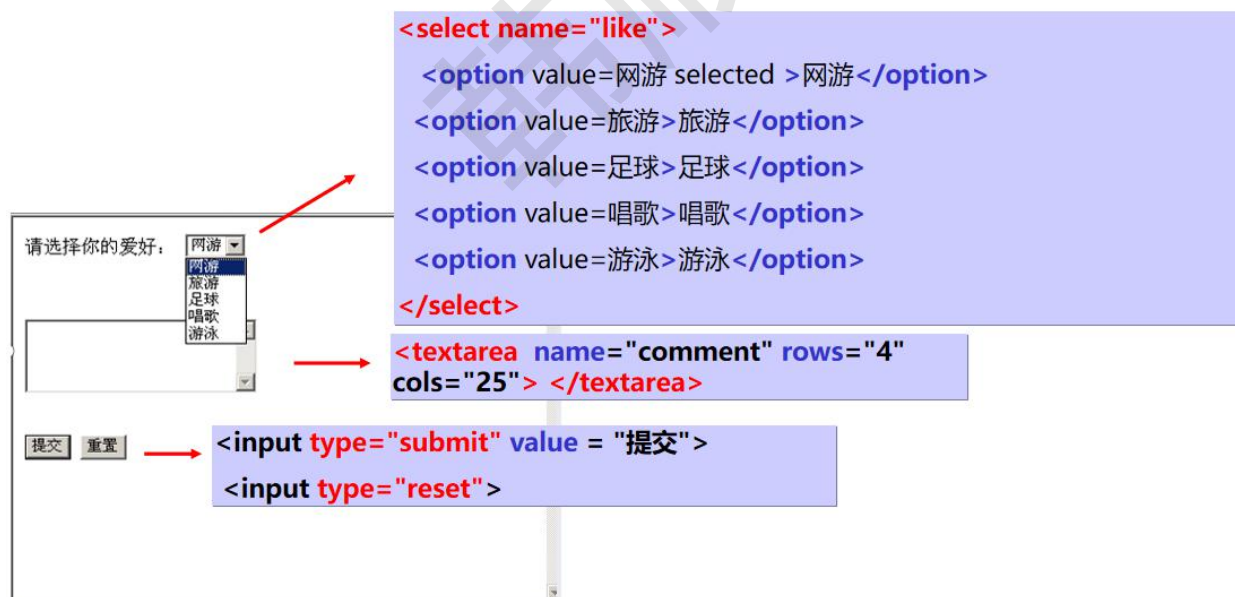 <select name="like">
<option value=网游 selected >网游</option>
<option value=旅游>旅游</option>
<option value=足球>足球</option>
<option value=唱歌>唱歌</option>
<option value=游泳>游泳</option>
</select>
请选择你的爱好： 网游
网游
旅游
足球
唱歌
游泳
<textarea name="comment" rows="4"
cols="25"> </textarea>
提交 重置
<input type="submit" value = "提交">
<input type="reset">